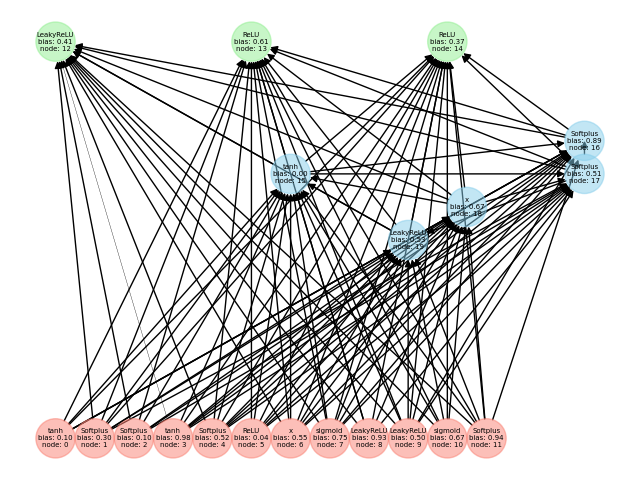 LeakyReLU
bias: 0.41
node: 12
ReLU
bias: 0.61
node: 13
ReLU
bias: 0.37
node: 14
Softplus
bias: 0.89
node: 16
Softplus
bias: 0.51
node: 17
tanh
bias: 0.00
node: 15
x
bias: 0.67
node: 18
LeakyReLU
bias: 0.53
node: 19
tanh
bias: 0.10
node: 0
Softplus
bias: 0.30
node: 1
Softplus
bias: 0.10
node: 2
tanh
bias: 0.98
node: 3
Softplus
bias: 0.52
node: 4
ReLU
bias: 0.04
node: 5
x
bias: 0.55
node: 6
sigmoid
bias: 0.75
node: 7
LeakyReLU
bias: 0.93
node: 8
LeakyReLU
bias: 0.50
node: 9
sigmoid
bias: 0.67
node: 10
Softplus
bias: 0.94
node: 11